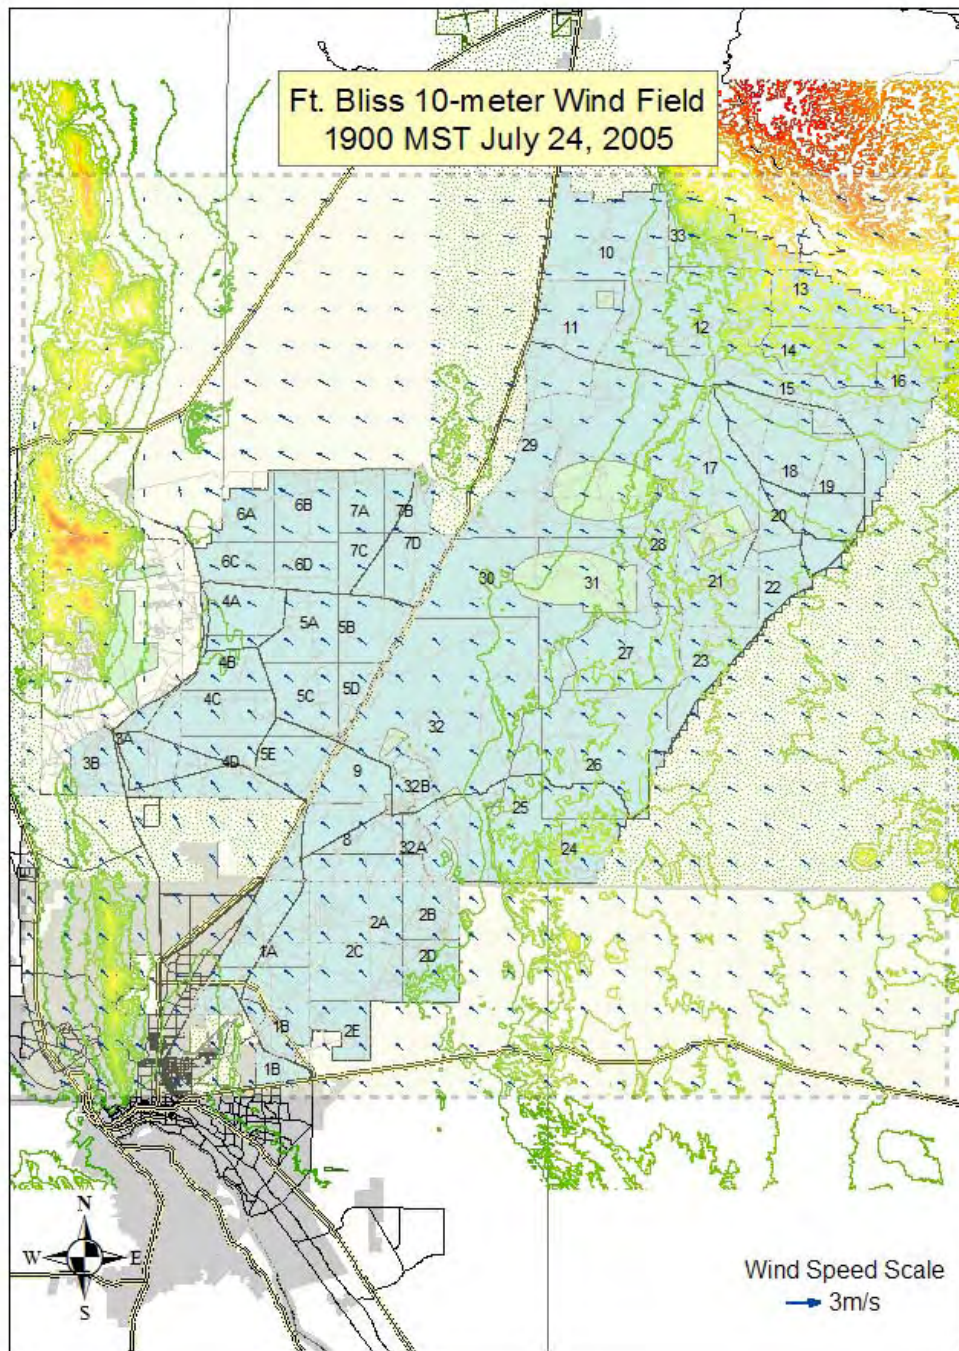 Ft. Bliss 10-meter Wind Field
1900 MST July 24, 2005
33
10
13
11
12
14
15
16
29
17
18
19
6A
6B
7A
7B
20
7C
7D
28
6C
6D
30
31
21
22
4A
5A
5B
27
4B
23
5C
5D
4C
32
3A
3B
4D
5E
9
26
32B
25
8
32A
24
2A
2B
1A
2C
2D
1B
2E
1B
N
W
E
S
Wind Speed Scale
3m/s